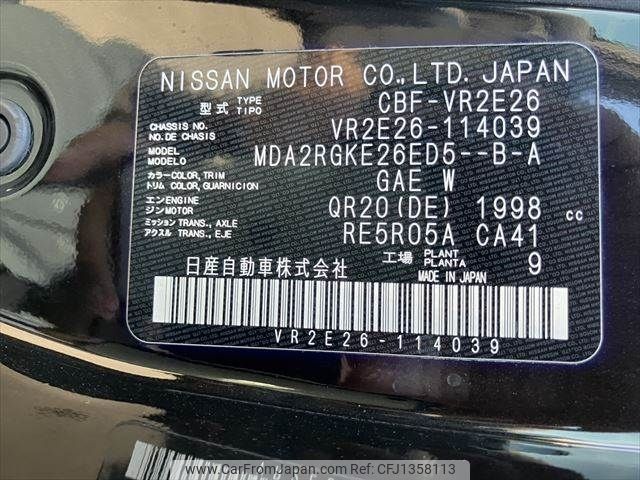 NISSAN MOTOR CO., LTD. JAPAN
型式 TYPE TIPO CBF-VR2E26
CHASSIS NO. NO. DE CHASIS VR2E26-114039
MODEL MODELO MDA2RGKE26ED5--B-A
カラー COLOR, TRIM トリム COLOR, GUARNICION GAE W
エンジン ENGINE MOTOR QR20(DE) 1998 cc
ミッション TRANS., AXLE アクスル TRANS., EJE RE5R05A CA41
工場 PLANT PLANTA 9
日産自動車株式会社 MADE IN JAPAN
VR2E26-114039
Image from CarFromJapan Ref No. CFJ1358113